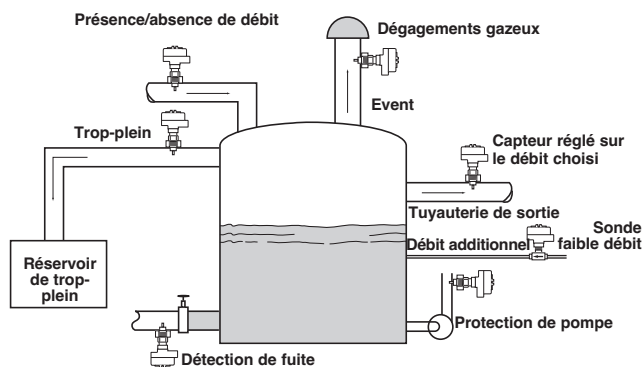 Présence/absence de débit
Dégagements gazeux
Event
Trop-plein
Capteur réglé sur
le débit choisi
Tuyauterie de sortie
Sonde
faible débit
Débit additionnel
Réservoir
de trop-
plein
Protection de pompe
Détection de fuite